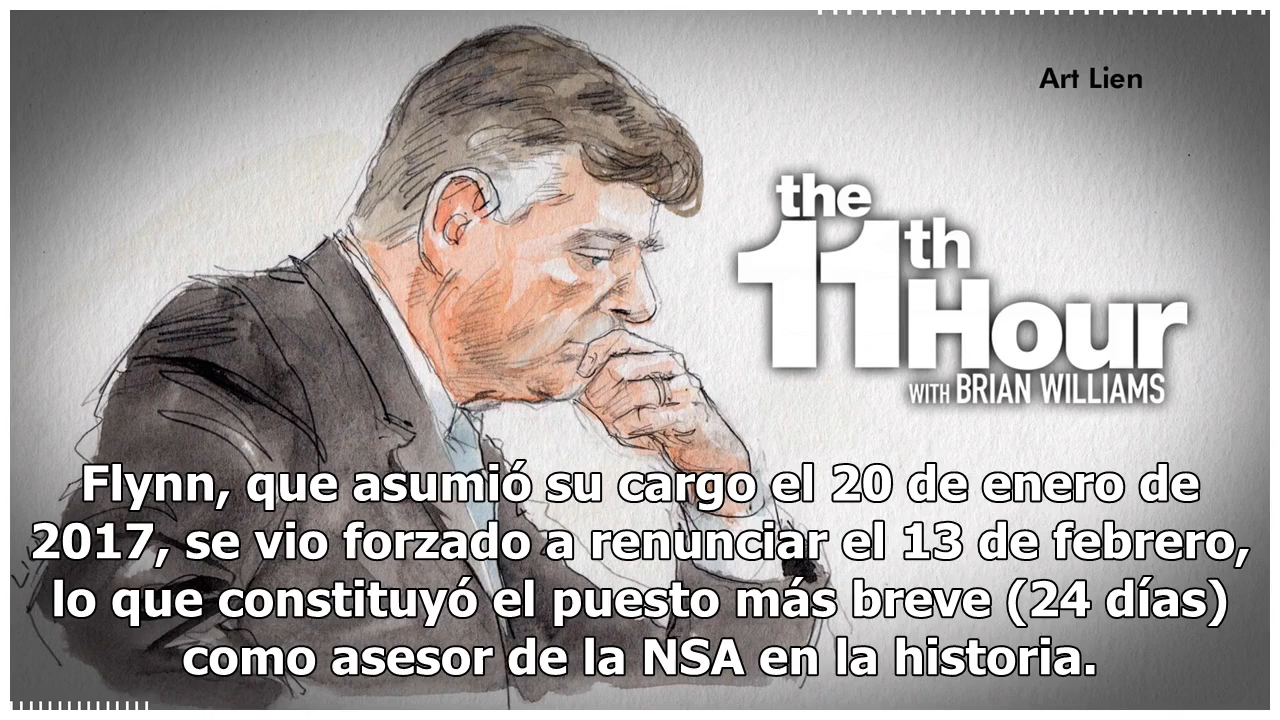 Art Lien
the
11th
Hour
WITH BRIAN WILLIAMS
Flynn, que asumió su cargo el 20 de enero de
2017, se vio forzado a renunciar el 13 de febrero,
lo que constituyó el puesto más breve (24 días)
como asesor de la NSA en la historia.